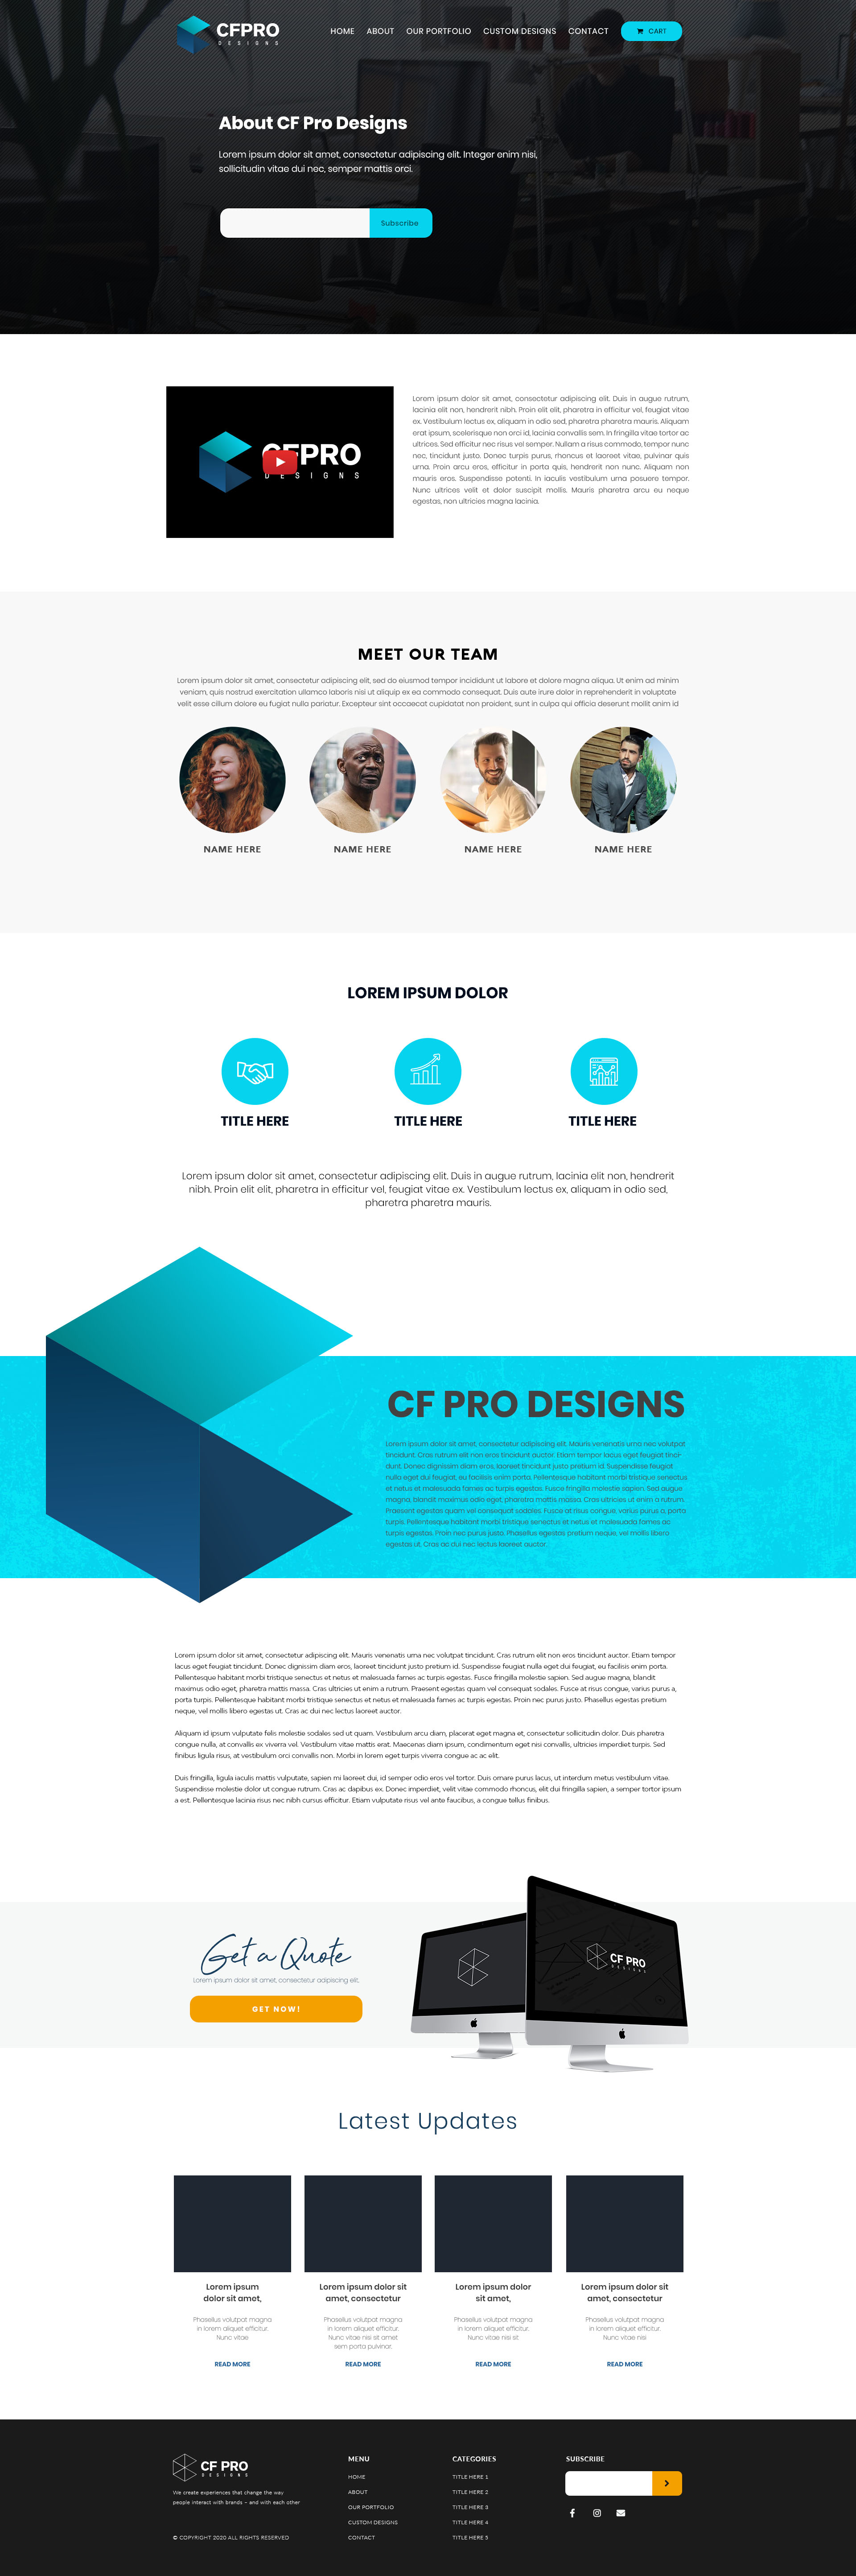 CFPRO
DESIGNS
HOME
ABOUT
OUR PORTFOLIO
CUSTOM DESIGNS
CONTACT
CART
About CF Pro Designs
Lorem ipsum dolor sit amet, consectetur adipiscing elit. Integer enim nisi,
sollicitudin vitae dui nec, semper mattis orci.
Subscribe
CFPRO
DESIGNS
Lorem ipsum dolor sit amet, consectetur adipiscing elit. Duis in augue rutrum,
lacinia elit non, hendrerit nibh. Proin elit elit, pharetra in efficitur vel, feugiat vitae
ex. Vestibulum lectus ex, aliquam in odio sed, pharetra pharetra mauris. Aliquam
erat ipsum, scelerisque non orci id, lacinia convallis sem. In fringilla vitae tortor ac
ultrices. Sed efficitur nec risus vel semper. Nullam a risus commodo, tempor nunc
nec, tincidunt justo. Donec turpis purus, rhoncus et laoreet vitae, pulvinar quis
urna. Proin arcu eros, efficitur in porta quis, hendrerit non nunc. Aliquam non
mauris eros. Suspendisse potenti. In iaculis vestibulum urna posuere tempor.
Nunc ultrices velit et dolor suscipit mollis. Mauris pharetra arcu eu neque
egestas, non ultricies magna lacinia.
MEET OUR TEAM
Lorem ipsum dolor sit amet, consectetur adipiscing elit, sed do eiusmod tempor incididunt ut labore et dolore magna aliqua. Ut enim ad minim
veniam, quis nostrud exercitation ullamco laboris nisi ut aliquip ex ea commodo consequat. Duis aute irure dolor in reprehenderit in voluptate
velit esse cillum dolore eu fugiat nulla pariatur. Excepteur sint occaecat cupidatat non proident, sunt in culpa qui officia deserunt mollit anim id
NAME HERE
NAME HERE
NAME HERE
NAME HERE
LOREM IPSUM DOLOR
TITLE HERE
TITLE HERE
TITLE HERE
Lorem ipsum dolor sit amet, consectetur adipiscing elit. Duis in augue rutrum, lacinia elit non, hendrerit
nibh. Proin elit elit, pharetra in efficitur vel, feugiat vitae ex. Vestibulum lectus ex, aliquam in odio sed,
pharetra pharetra mauris.
CF PRO DESIGNS
Lorem ipsum dolor sit amet, consectetur adipiscing elit. Mauris venenatis urna nec volutpat
tincidunt. Cras rutrum elit non eros tincidunt auctor. Etiam tempor lacus eget feugiat tinci-
dunt. Donec dignissim diam eros, laoreet tincidunt justo pretium id. Suspendisse feugiat
nulla eget dui feugiat, eu facilisis enim porta. Pellentesque habitant morbi tristique senectus
et netus et malesuada fames ac turpis egestas. Fusce fringilla molestie sapien. Sed augue
magna, blandit maximus odio eget, pharetra mattis massa. Cras ultricies ut enim a rutrum.
Praesent egestas quam vel consequat sodales. Fusce at risus congue, varius purus a, porta
turpis. Pellentesque habitant morbi tristique senectus et netus et malesuada fames ac
turpis egestas. Proin nec purus justo. Phasellus egestas pretium neque, vel mollis libero
egestas ut. Cras ac dui nec lectus laoreet auctor.
Lorem ipsum dolor sit amet, consectetur adipiscing elit. Mauris venenatis urna nec volutpat tincidunt. Cras rutrum elit non eros tincidunt auctor. Etiam tempor
lacus eget feugiat tincidunt. Donec dignissim diam eros, laoreet tincidunt justo pretium id. Suspendisse feugiat nulla eget dui feugiat, eu facilisis enim porta.
Pellentesque habitant morbi tristique senectus et netus et malesuada fames ac turpis egestas. Fusce fringilla molestie sapien. Sed augue magna, blandit
maximus odio eget, pharetra mattis massa. Cras ultricies ut enim a rutrum. Praesent egestas quam vel consequat sodales. Fusce at risus congue, varius purus a,
porta turpis. Pellentesque habitant morbi tristique senectus et netus et malesuada fames ac turpis egestas. Proin nec purus justo. Phasellus egestas pretium
neque, vel mollis libero egestas ut. Cras ac dui nec lectus laoreet auctor.
Aliquam id ipsum vulputate felis molestie sodales sed ut quam. Vestibulum arcu diam, placerat eget magna et, consectetur sollicitudin dolor. Duis pharetra
congue nulla, at convallis ex viverra vel. Vestibulum vitae mattis erat. Maecenas diam ipsum, condimentum eget nisi convallis, ultricies imperdiet turpis. Sed
finibus ligula risus, at vestibulum orci convallis non. Morbi in lorem eget turpis viverra congue ac ac elit.
Duis fringilla, ligula iaculis mattis vulputate, sapien mi laoreet dui, id semper odio eros vel tortor. Duis ornare purus lacus, ut interdum metus vestibulum vitae.
Suspendisse molestie dolor ut congue rutrum. Cras ac dapibus ex. Donec imperdiet, velit vitae commodo rhoncus, elit dui fringilla sapien, a semper tortor ipsum
a est. Pellentesque lacinia risus nec nibh cursus efficitur. Etiam vulputate risus vel ante faucibus, a congue tellus finibus.
Get a Quote
Lorem ipsum dolor sit amet, consectetur adipiscing elit.
GET NOW!
CF PRO
DESIGNS
Latest Updates
Lorem ipsum
dolor sit amet,
Phasellus volutpat magna
in lorem aliquet efficitur.
Nunc vitae
READ MORE
Lorem ipsum dolor sit
amet, consectetur
Phasellus volutpat magna
in lorem aliquet efficitur.
Nunc vitae nisi sit amet
sem porta pulvinar.
READ MORE
Lorem ipsum dolor
sit amet,
Phasellus volutpat magna
in lorem aliquet efficitur.
Nunc vitae nisi sit
READ MORE
Lorem ipsum dolor sit
amet, consectetur
Phasellus volutpat magna
in lorem aliquet efficitur.
Nunc vitae nisi
READ MORE
CF PRO
DESIGNS
We create experiences that change the way
people interact with brands – and with each other
© COPYRIGHT 2020 ALL RIGHTS RESERVED
MENU
HOME
ABOUT
OUR PORTFOLIO
CUSTOM DESIGNS
CONTACT
CATEGORIES
TITLE HERE 1
TITLE HERE 2
TITLE HERE 3
TITLE HERE 4
TITLE HERE 5
SUBSCRIBE